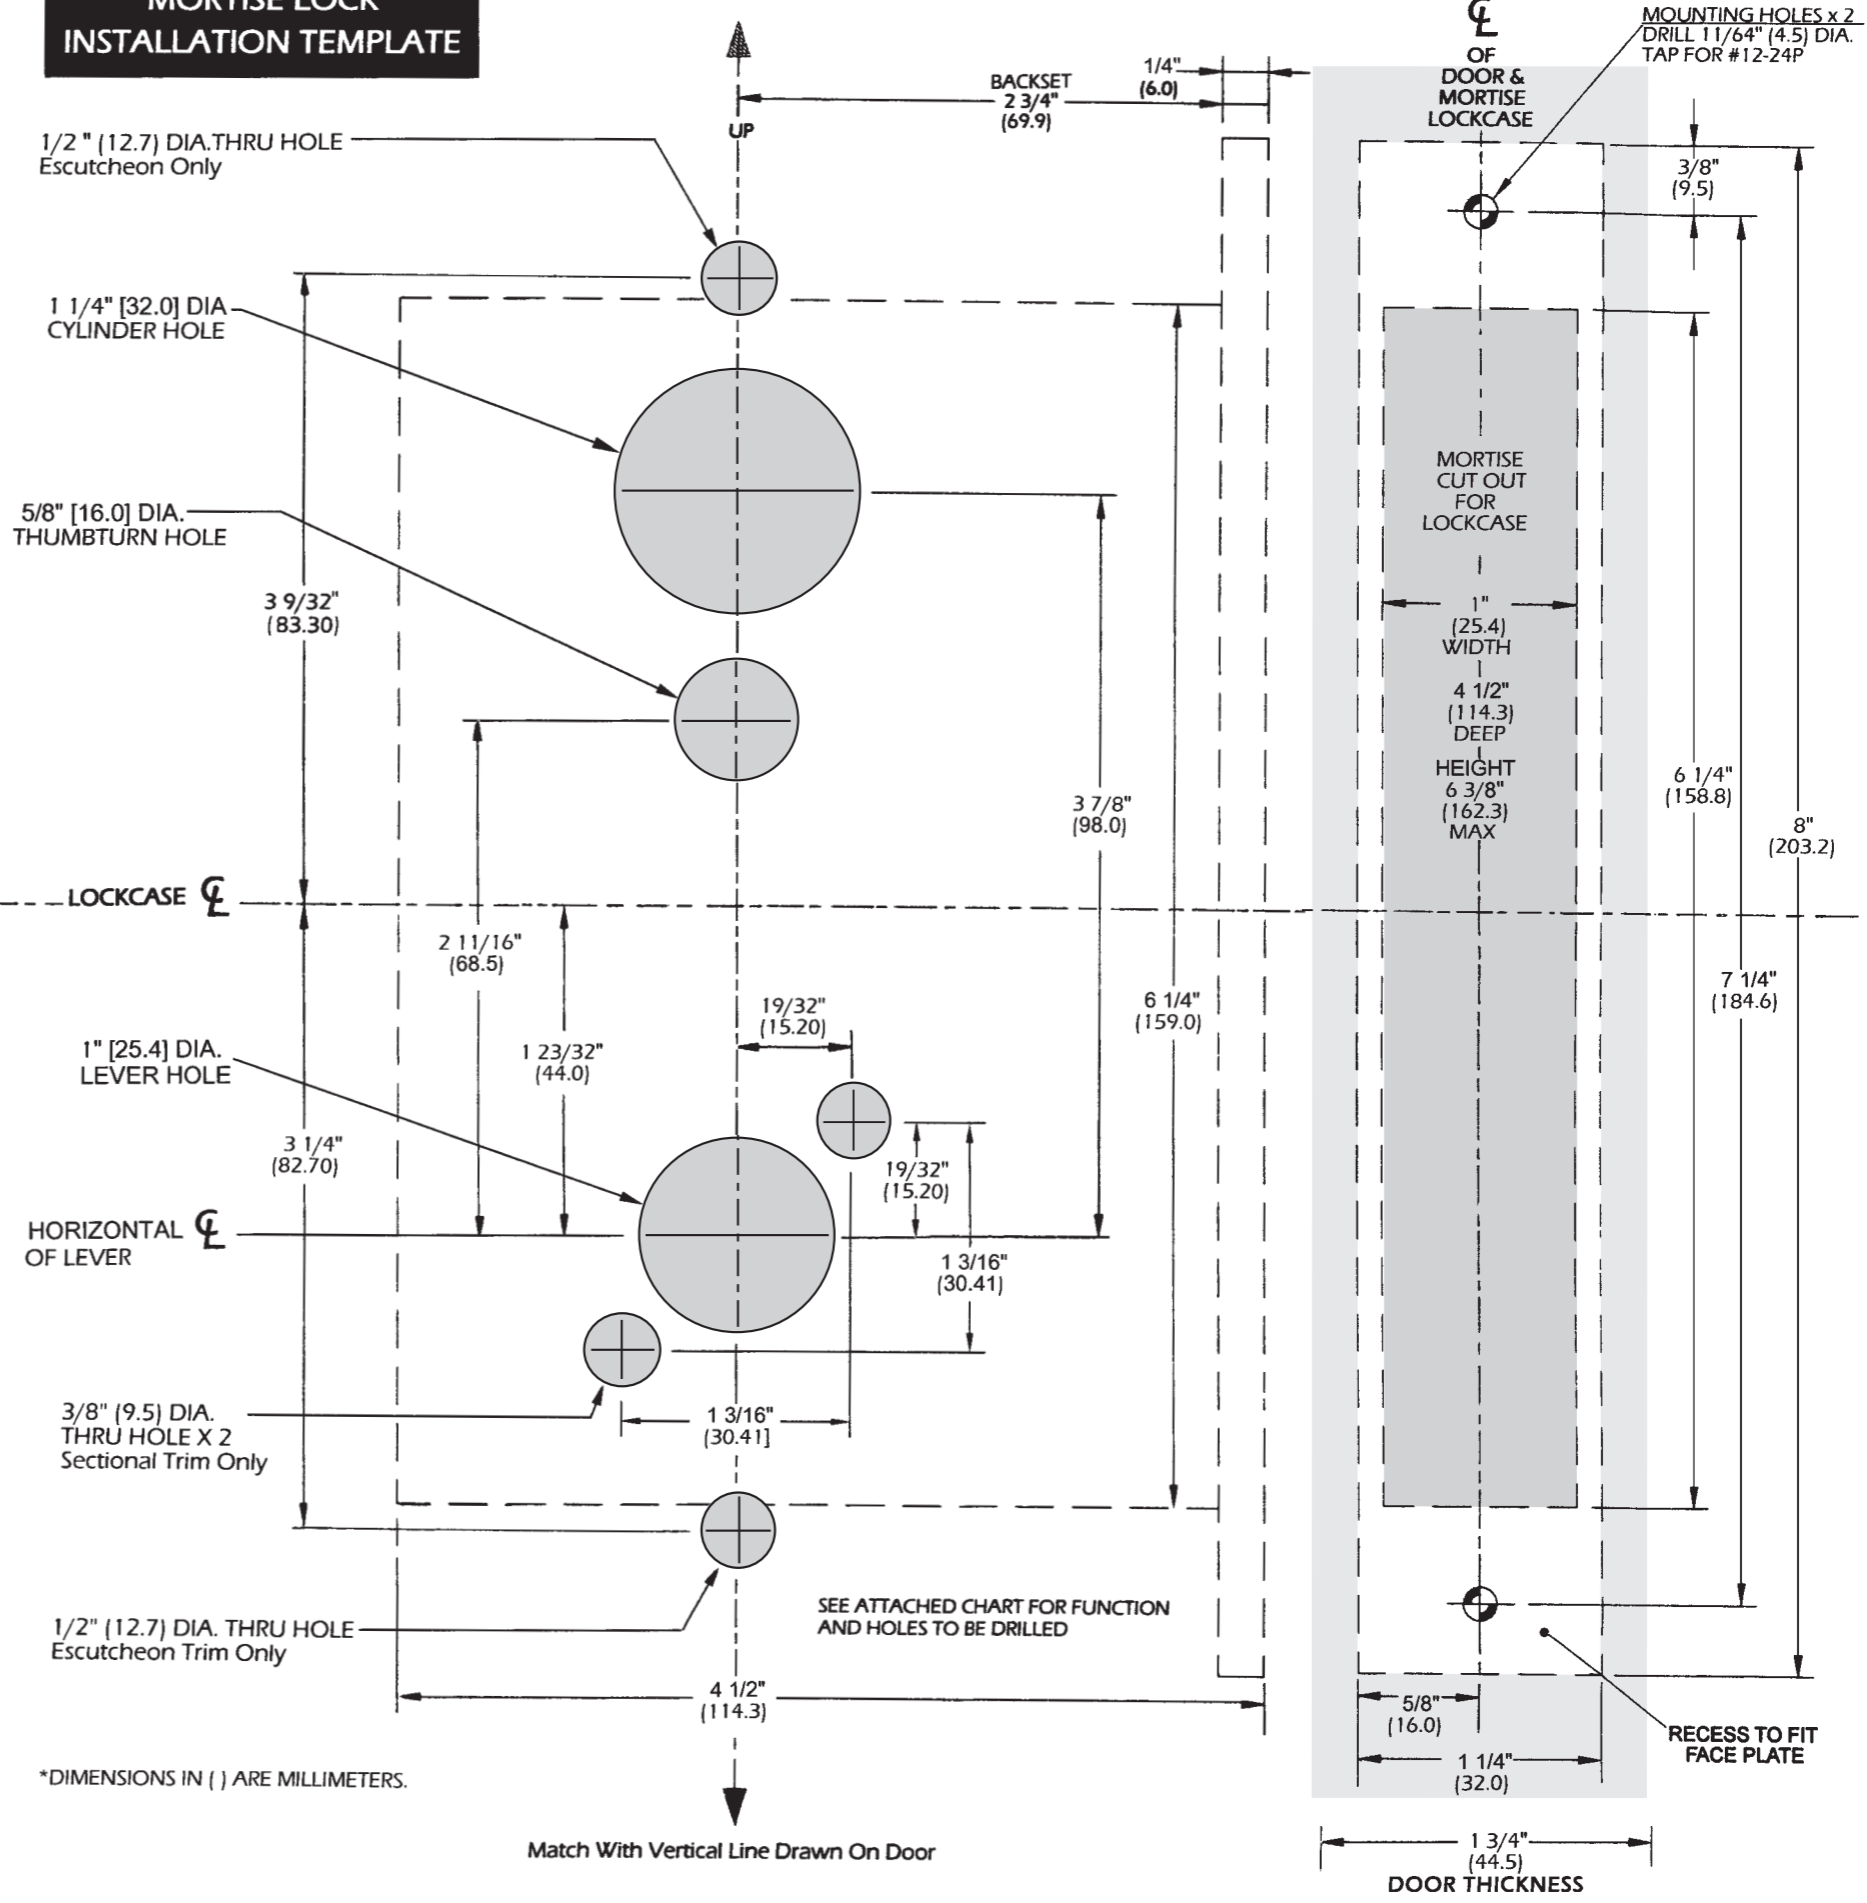 MORTISE LOCK
INSTALLATION TEMPLATE
1/2 " (12.7) DIA.THRU HOLE
Escutcheon Only
1 1/4" [32.0] DIA
CYLINDER HOLE
5/8" [16.0] DIA.
THUMBTURN HOLE
3 9/32"
(83.30)
LOCKCASE ℄
2 11/16"
(68.5)
1 23/32"
(44.0)
1" [25.4] DIA.
LEVER HOLE
3 1/4"
(82.70)
HORIZONTAL ℄
OF LEVER
3/8" (9.5) DIA.
THRU HOLE X 2
Sectional Trim Only
1/2" (12.7) DIA. THRU HOLE
Escutcheon Trim Only
*DIMENSIONS IN ( ) ARE MILLIMETERS.
UP
BACKSET
2 3/4"
(69.9)
1/4"
(6.0)
3 7/8"
(98.0)
19/32"
(15.20)
6 1/4"
(159.0)
19/32"
(15.20)
1 3/16"
(30.41)
1 3/16"
(30.41]
SEE ATTACHED CHART FOR FUNCTION
AND HOLES TO BE DRILLED
4 1/2"
(114.3)
Match With Vertical Line Drawn On Door
℄
OF
DOOR &
MORTISE
LOCKCASE
MOUNTING HOLES x 2
DRILL 11/64" (4.5) DIA.
TAP FOR #12-24P
3/8"
(9.5)
MORTISE
CUT OUT
FOR
LOCKCASE
1"
(25.4)
WIDTH
4 1/2"
(114.3)
DEEP
HEIGHT
6 3/8"
(162.3)
MAX
6 1/4"
(158.8)
8"
(203.2)
7 1/4"
(184.6)
5/8"
(16.0)
RECESS TO FIT
FACE PLATE
1 1/4"
(32.0)
1 3/4"
(44.5)
DOOR THICKNESS